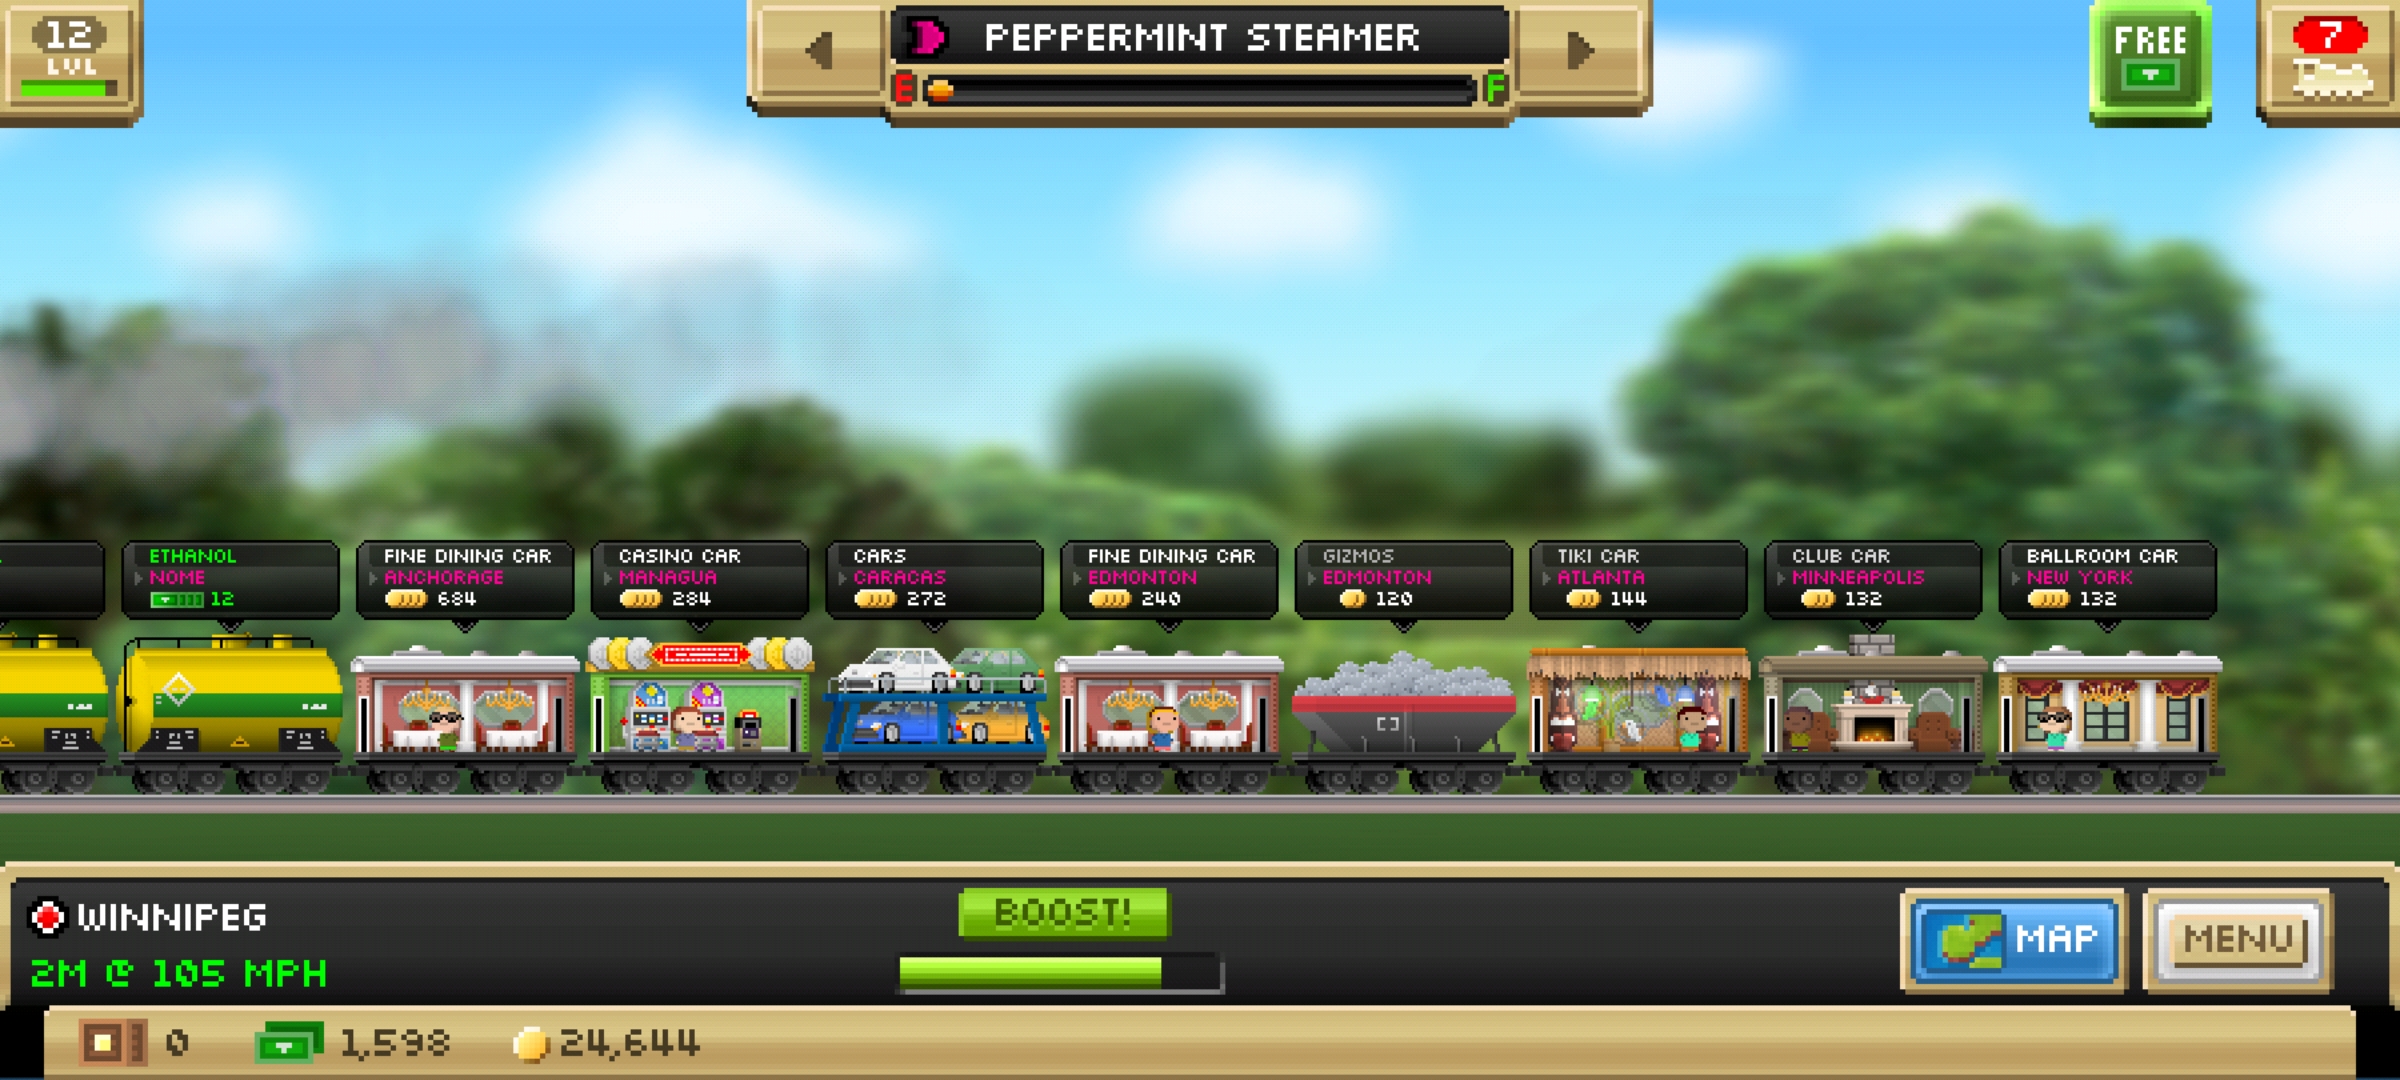 12
LVL
PEPPERMINT STEAMER
E F
FREE
7
ETHANOL
NOME
12
FINE DINING CAR
ANCHORAGE
684
CASINO CAR
MANAGUA
284
CARS
CARACAS
272
FINE DINING CAR
EDMONTON
240
GIZMOS
EDMONTON
120
TIKI CAR
ATLANTA
144
CLUB CAR
MINNEAPOLIS
132
BALLROOM CAR
NEW YORK
132
WINNIPEG
2M @ 105 MPH
BOOST!
MAP
MENU
0
1,598
24,644